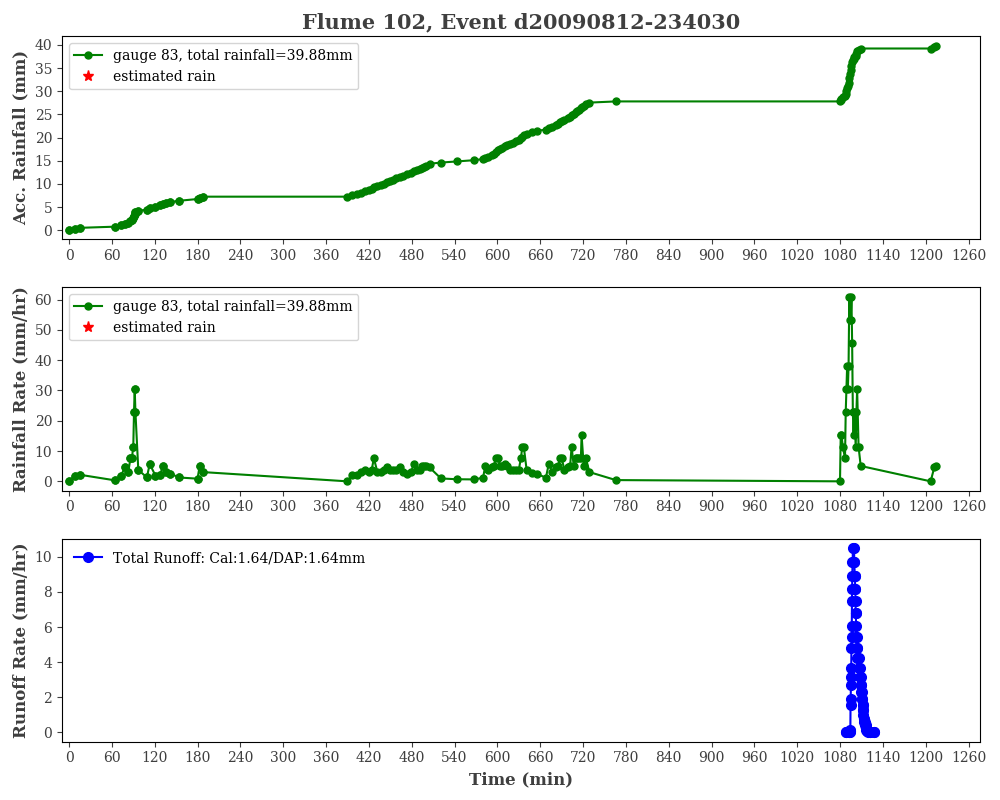 Flume 102, Event d20090812-234030
Acc. Rainfall (mm)
40
35
30
25
20
15
10
5
0
gauge 83, total rainfall=39.88mm
estimated rain
0 60 120 180 240 300 360 420 480 540 600 660 720 780 840 900 960 1020 1080 1140 1200 1260
Rainfall Rate (mm/hr)
60
50
40
30
20
10
0
gauge 83, total rainfall=39.88mm
estimated rain
0 60 120 180 240 300 360 420 480 540 600 660 720 780 840 900 960 1020 1080 1140 1200 1260
Runoff Rate (mm/hr)
10
8
6
4
2
0
Total Runoff: Cal:1.64/DAP:1.64mm
0 60 120 180 240 300 360 420 480 540 600 660 720 780 840 900 960 1020 1080 1140 1200 1260
Time (min)